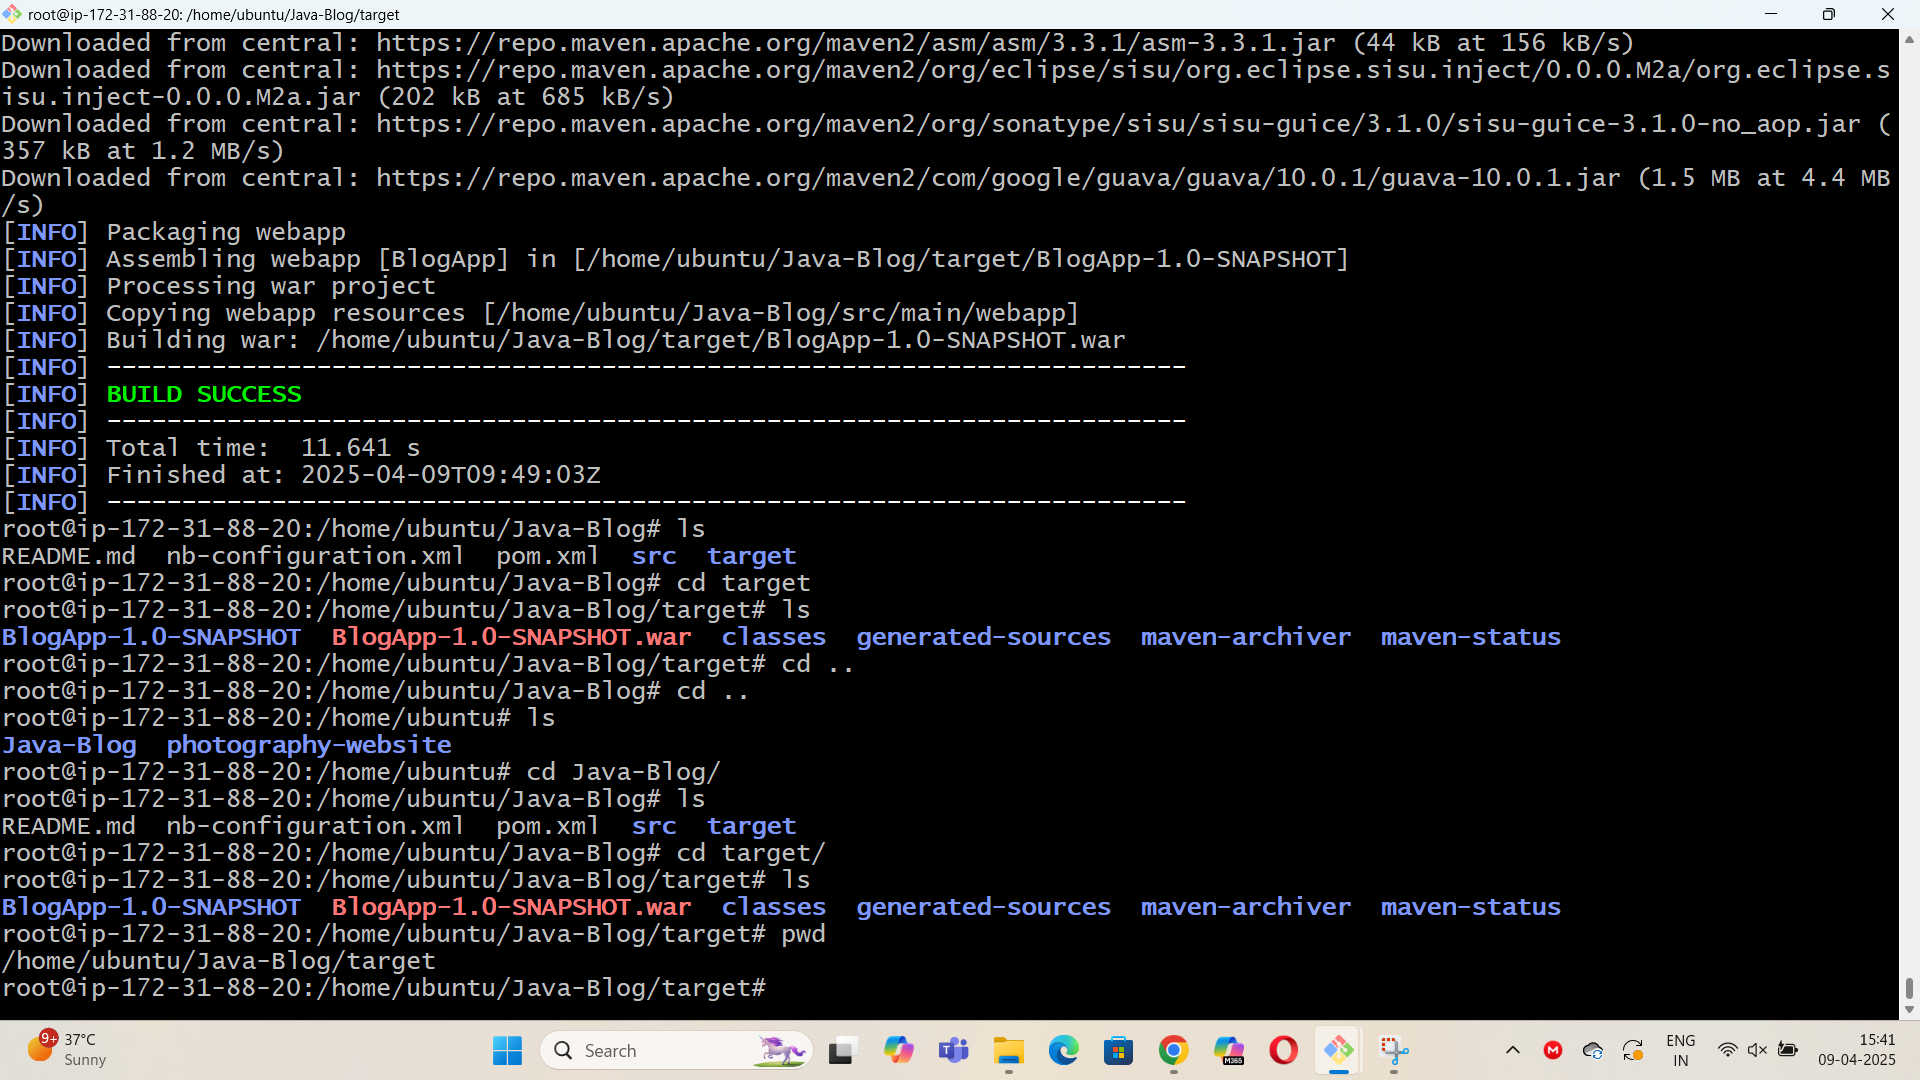 root@ip-172-31-88-20: /home/ubuntu/Java-Blog/target
Downloaded from central: https://repo.maven.apache.org/maven2/asm/asm/3.3.1/asm-3.3.1.jar (44 kB at 156 kB/s)
Downloaded from central: https://repo.maven.apache.org/maven2/org/eclipse/sisu/org.eclipse.sisu.inject/0.0.0.M2a/org.eclipse.s
isu.inject-0.0.0.M2a.jar (202 kB at 685 kB/s)
Downloaded from central: https://repo.maven.apache.org/maven2/org/sonatype/sisu/sisu-guice/3.1.0/sisu-guice-3.1.0-no_aop.jar (
357 kB at 1.2 MB/s)
Downloaded from central: https://repo.maven.apache.org/maven2/com/google/guava/guava/10.0.1/guava-10.0.1.jar (1.5 MB at 4.4 MB
/s)
[INFO] Packaging webapp
[INFO] Assembling webapp [BlogApp] in [/home/ubuntu/Java-Blog/target/BlogApp-1.0-SNAPSHOT]
[INFO] Processing war project
[INFO] Copying webapp resources [/home/ubuntu/Java-Blog/src/main/webapp]
[INFO] Building war: /home/ubuntu/Java-Blog/target/BlogApp-1.0-SNAPSHOT.war
[INFO] ------------------------------------------------------------------------
[INFO] BUILD SUCCESS
[INFO] ------------------------------------------------------------------------
[INFO] Total time:  11.641 s
[INFO] Finished at: 2025-04-09T09:49:03Z
[INFO] ------------------------------------------------------------------------
root@ip-172-31-88-20:/home/ubuntu/Java-Blog# ls
README.md  nb-configuration.xml  pom.xml  src  target
root@ip-172-31-88-20:/home/ubuntu/Java-Blog# cd target
root@ip-172-31-88-20:/home/ubuntu/Java-Blog/target# ls
BlogApp-1.0-SNAPSHOT  BlogApp-1.0-SNAPSHOT.war  classes  generated-sources  maven-archiver  maven-status
root@ip-172-31-88-20:/home/ubuntu/Java-Blog/target# cd ..
root@ip-172-31-88-20:/home/ubuntu/Java-Blog# cd ..
root@ip-172-31-88-20:/home/ubuntu# ls
Java-Blog  photography-website
root@ip-172-31-88-20:/home/ubuntu# cd Java-Blog/
root@ip-172-31-88-20:/home/ubuntu/Java-Blog# ls
README.md  nb-configuration.xml  pom.xml  src  target
root@ip-172-31-88-20:/home/ubuntu/Java-Blog# cd target/
root@ip-172-31-88-20:/home/ubuntu/Java-Blog/target# ls
BlogApp-1.0-SNAPSHOT  BlogApp-1.0-SNAPSHOT.war  classes  generated-sources  maven-archiver  maven-status
root@ip-172-31-88-20:/home/ubuntu/Java-Blog/target# pwd
/home/ubuntu/Java-Blog/target
root@ip-172-31-88-20:/home/ubuntu/Java-Blog/target#
9+ 37°C
Sunny
Search
M365
ENG
IN
15:41
09-04-2025